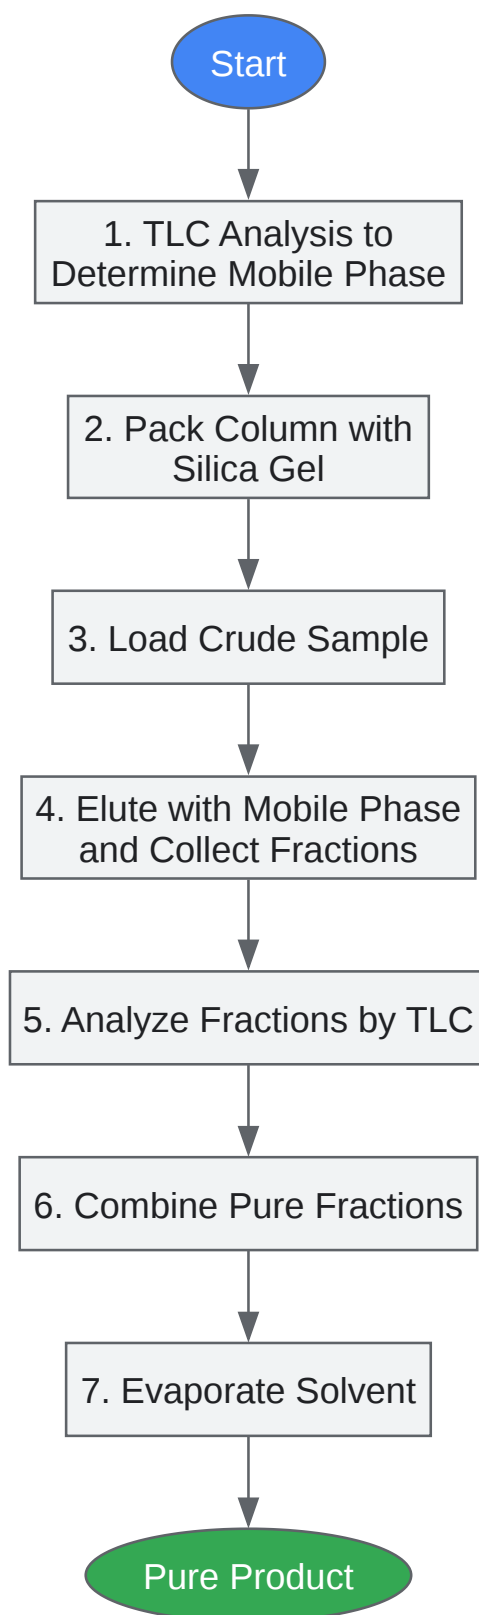 Start
1. TLC Analysis to
Determine Mobile Phase
2. Pack Column with
Silica Gel
3. Load Crude Sample
4. Elute with Mobile Phase
and Collect Fractions
5. Analyze Fractions by TLC
6. Combine Pure Fractions
7. Evaporate Solvent
Pure Product